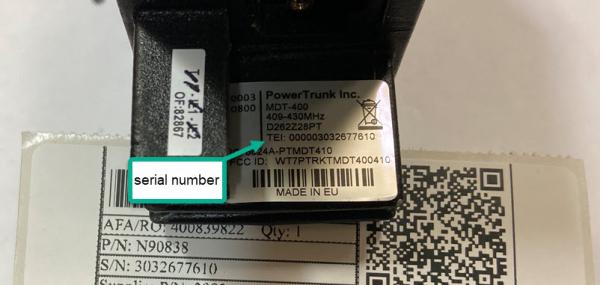 OF:82867
0003
0800
PowerTrunk Inc.
MDT-400
409-430MHz
D262Z28PT
TEI: 000003032677610
24A-PTMDT410
CC ID: WT7PTRKTMDT400410
MADE IN EU
serial number
AFA/RO: 400839822 Qty: 1
P/N: N90838
S/N: 3032677610